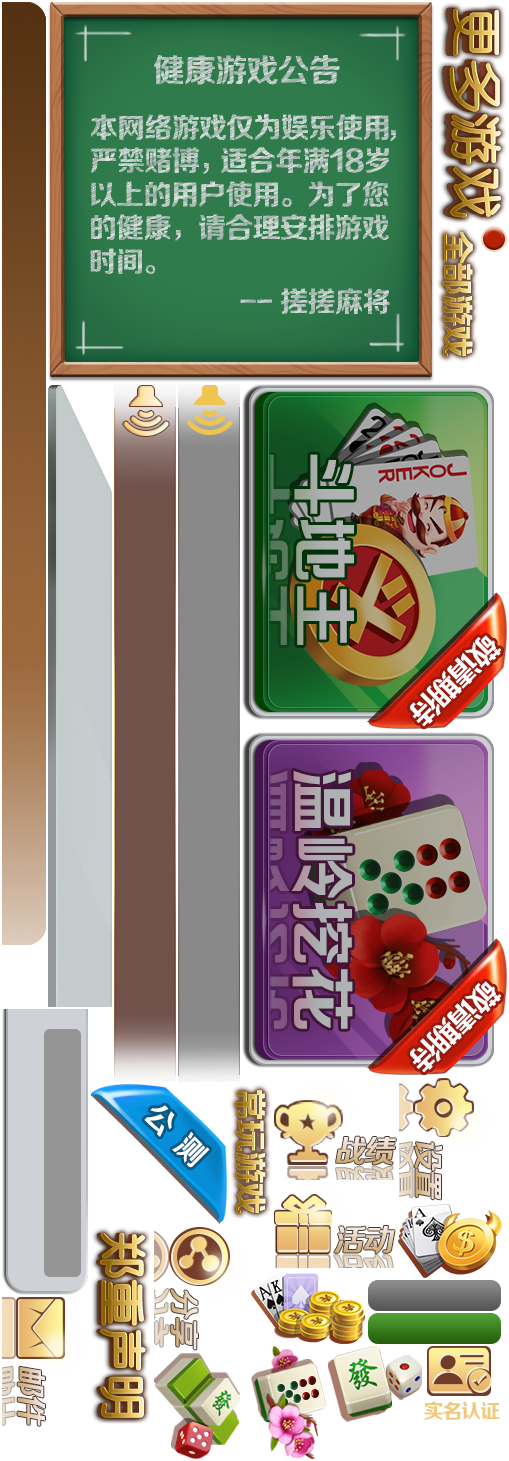 健康游戏公告
本网络游戏仅为娱乐使用,
严禁赌博, 适合年满18岁
以上的用户使用。为了您
的健康, 请合理安排游戏
时间。
-- 搓搓麻将
更多游戏
全部游戏
JOKER
斗地主
敬请期待
温岭挖花
敬请期待
公测
常玩游戏
战绩
设置
活动
A
郑重声明
分享
A
K
邮件
發
發
实名认证